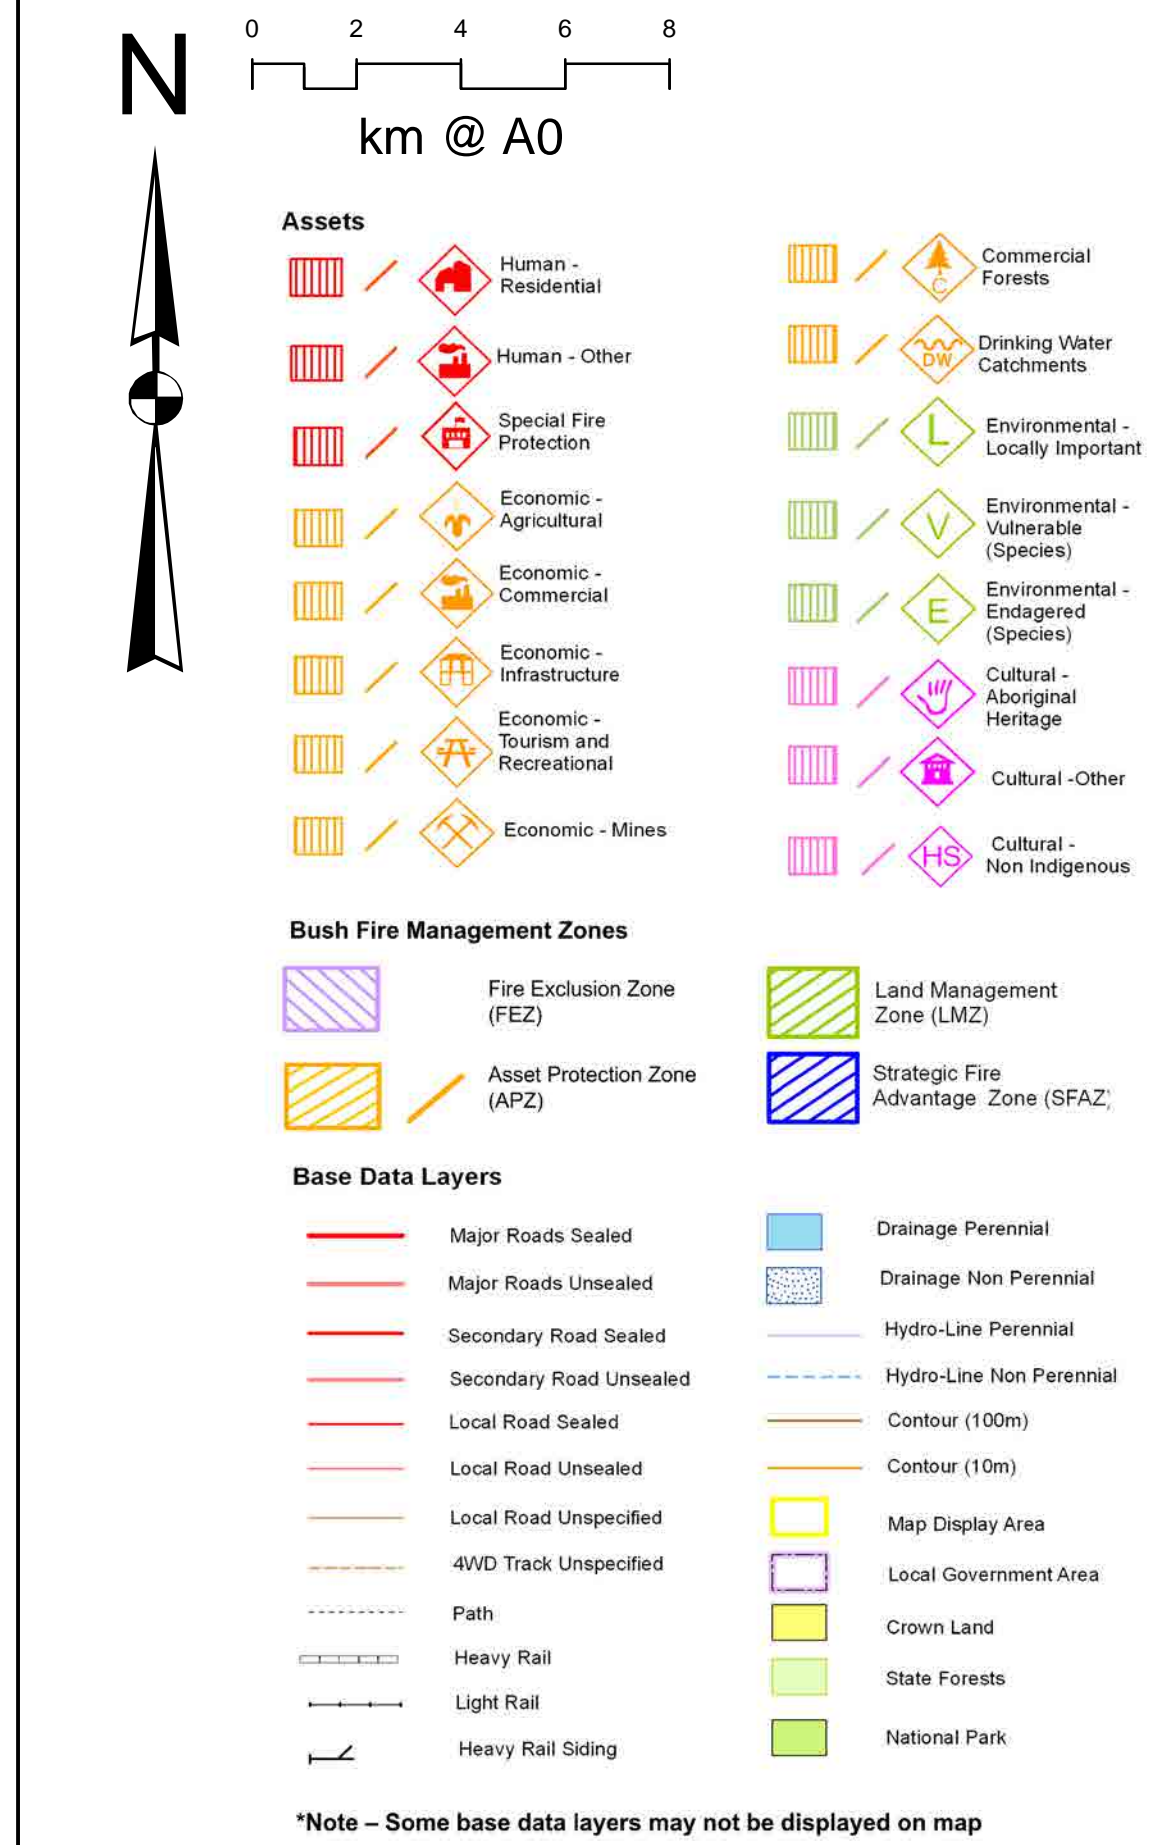 N
0 2 4 6 8
km @ A0
Assets
Human -
Residential
Human - Other
Special Fire
Protection
Economic -
Agricultural
Economic -
Commercial
Economic -
Infrastructure
Economic -
Tourism and
Recreational
Economic - Mines
C
Commercial
Forests
DW
Drinking Water
Catchments
L
Environmental -
Locally Important
V
Environmental -
Vulnerable
(Species)
E
Environmental -
Endagered
(Species)
Cultural -
Aboriginal
Heritage
Cultural -Other
HS
Cultural -
Non Indigenous
Bush Fire Management Zones
Fire Exclusion Zone
(FEZ)
Asset Protection Zone
(APZ)
Land Management
Zone (LMZ)
Strategic Fire
Advantage Zone (SFAZ)
Base Data Layers
Major Roads Sealed
Major Roads Unsealed
Secondary Road Sealed
Secondary Road Unsealed
Local Road Sealed
Local Road Unsealed
Local Road Unspecified
4WD Track Unspecified
Path
Heavy Rail
Light Rail
Heavy Rail Siding
Drainage Perennial
Drainage Non Perennial
Hydro-Line Perennial
Hydro-Line Non Perennial
Contour (100m)
Contour (10m)
Map Display Area
Local Government Area
Crown Land
State Forests
National Park
*Note – Some base data layers may not be displayed on map